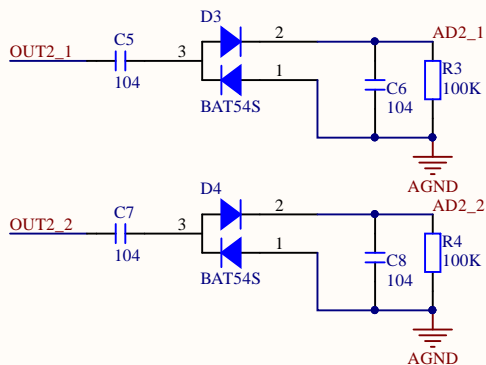 D3
C5
2
AD2_1
OUT2_1
3
1
R3
C6
100K
104
104
BAT54S
AGND
D4
C7
2
AD2_2
OUT2_2
3
1
R4
C8
100K
104
104
BAT54S
AGND